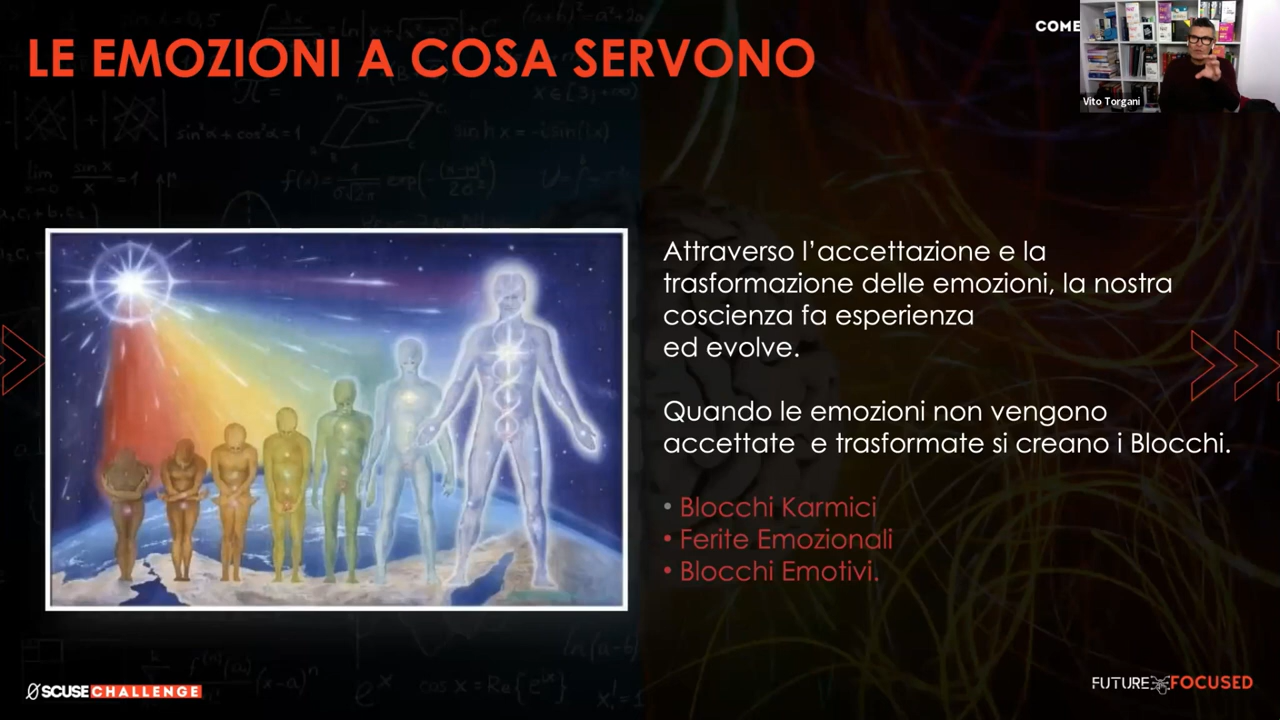 LE EMOZIONI A COSA SERVONO
COME
Vito Torgani
Attraverso l'accettazione e la
trasformazione delle emozioni, la nostra
coscienza fa esperienza
ed evolve.
Quando le emozioni non vengono
accettate e trasformate si creano i Blocchi.
• Blocchi Karmici
• Ferite Emozionali
• Blocchi Emotivi.
ØSCUSECHALLENGE
FUTURE FOCUSED